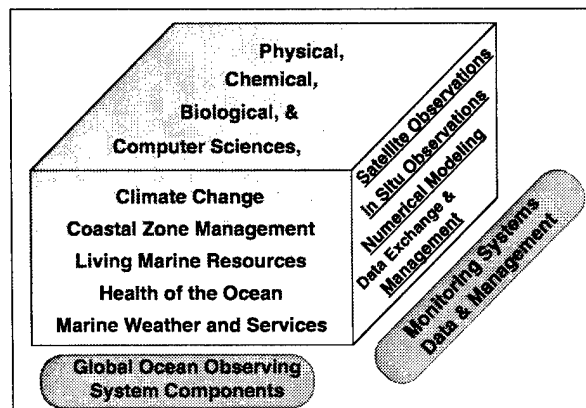 Physical,
Chemical,
Biological, &
Computer Sciences,
Climate Change
Coastal Zone Management
Living Marine Resources
Health of the Ocean
Marine Weather and Services
Satellite Observations
In Situ Observations
Numerical Modeling
Data Exchange &
Management
Global Ocean Observing
System Components
Monitoring Systems
Data & Management